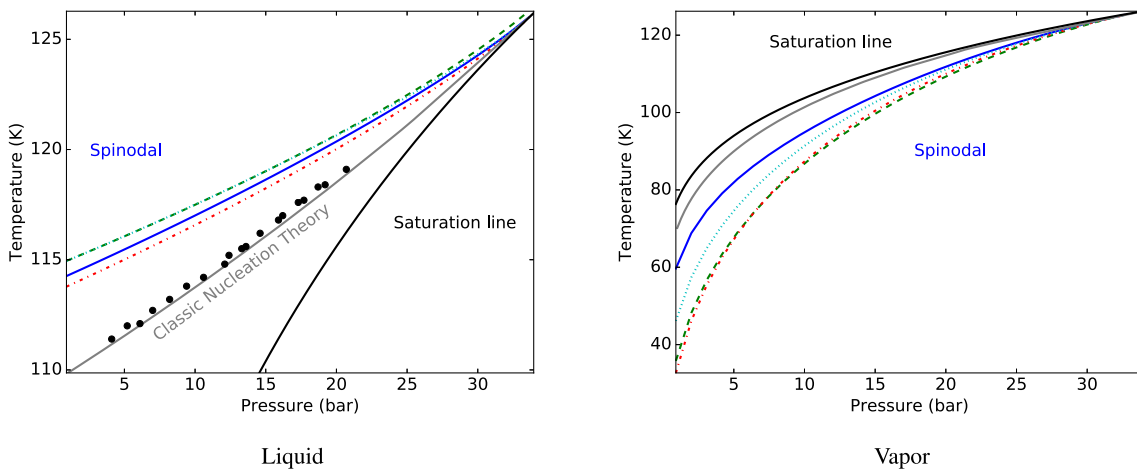 125
120
115
110
5
10
15
20
25
30
Temperature (K)
Pressure (bar)
Spinodal
Saturation line
Classic Nucleation Theory
Liquid
120
100
80
60
40
5
10
15
20
25
30
Temperature (K)
Pressure (bar)
Saturation line
Spinodal
Vapor